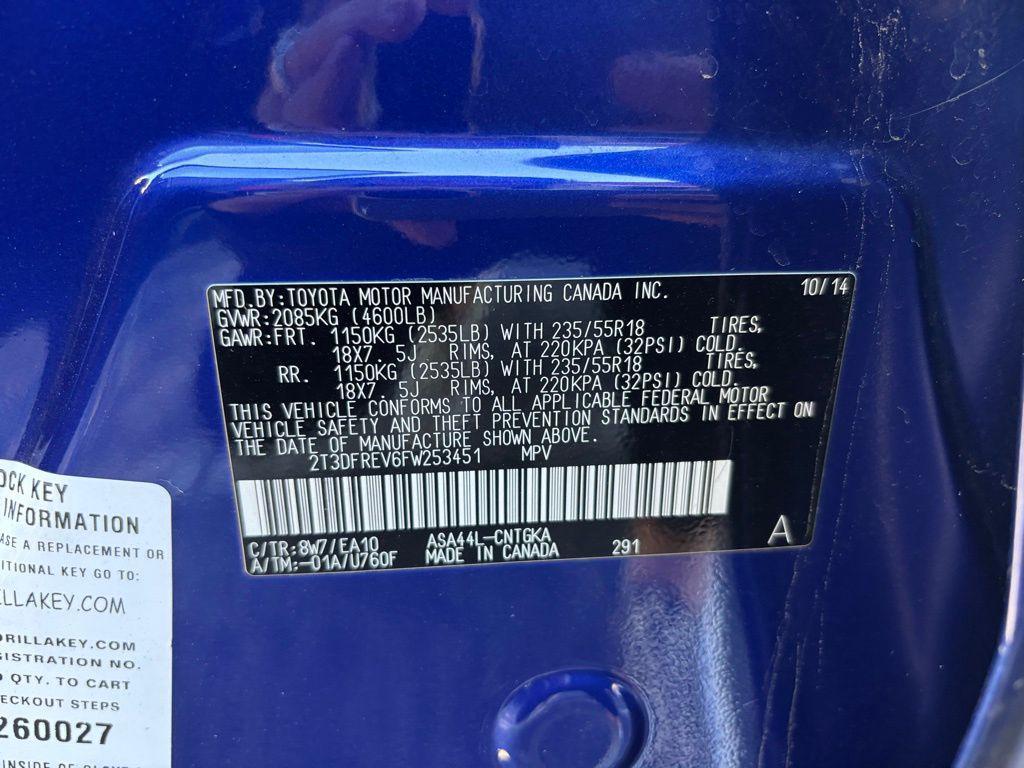 MFD.BY:TOYOTA MOTOR MANUFACTURING CANADA INC. 10/14
GVWR:2085KG (4600LB)
GAWR:FRT. 1150KG (2535LB) WITH 235/55R18 TIRES,
18X7. 5J RIMS, AT 220KPA (32PSI) COLD.
RR. 1150KG (2535LB) WITH 235/55R18 TIRES,
18X7. 5J RIMS, AT 220KPA (32PSI) COLD.
THIS VEHICLE CONFORMS TO ALL APPLICABLE FEDERAL MOTOR
VEHICLE SAFETY AND THEFT PREVENTION STANDARDS IN EFFECT ON
THE DATE OF MANUFACTURE SHOWN ABOVE.
2T3DFREV6FW253451 MPV
C/TR:8W7/EA10 ASA44L-CNTGKA
A/TM:-01A/U760F MADE IN CANADA 291 A
OCK KEY
INFORMATION
ASE A REPLACEMENT OR
ITIONAL KEY GO TO:
ILLAKEY.COM
ORILLAKEY.COM
GISTRATION NO.
QTY. TO CART
ECKOUT STEPS
260027
INSIDE OF